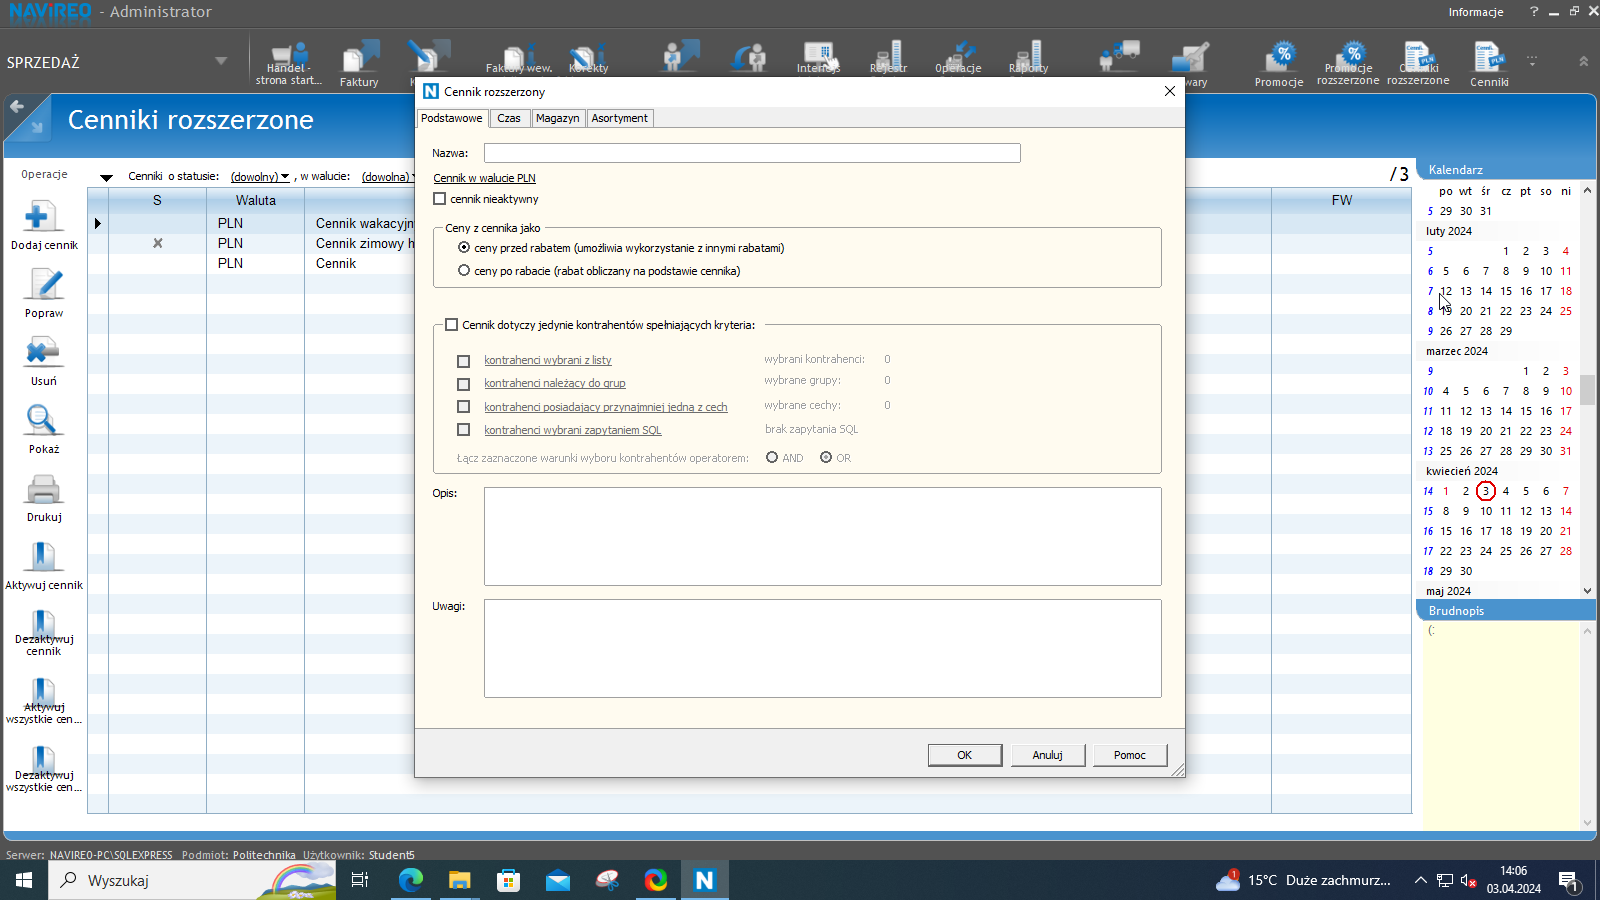 NAVIREO - Administrator
Informacje
?
SPRZEDAŻ
Handel -
strona start...
Faktury
Faktury wew.
Korekty
Rejestr
Operacje
Raporty
Promocje
Promocje
rozszerzone
Cenniki
rozszerzone
Cenniki
Cenniki rozszerzone
Operacje
Dodaj cennik
Popraw
Usuń
Pokaż
Drukuj
Aktywuj cennik
Dezaktywuj
cennik
Aktywuj
wszystkie cen...
Dezaktywuj
wszystkie cen...
Cenniki o statusie: (dowolny) , w walucie: (dowolna)
/3
S Waluta FW
PLN Cennik wakacyjn
PLN Cennik zimowy h
PLN Cennik
Cennik rozszerzony
Podstawowe Czas Magazyn Asortyment
Nazwa:
Cennik w walucie PLN
cennik nieaktywny
Ceny z cennika jako
ceny przed rabatem (umożliwia wykorzystanie z innymi rabatami)
ceny po rabacie (rabat obliczany na podstawie cennika)
Cennik dotyczy jedynie kontrahentów spełniających kryteria:
kontrahenci wybrani z listy wybrani kontrahenci: 0
kontrahenci należący do grup wybrane grupy: 0
kontrahenci posiadający przynajmniej jedna z cech wybrane cechy: 0
kontrahenci wybrani zapytaniem SQL brak zapytania SQL
Łącz zaznaczone warunki wyboru kontrahentów operatorem: AND OR
Opis:
Uwagi:
OK Anuluj Pomoc
Kalendarz
po wt śr cz pt so ni
5 29 30 31
luty 2024
5 1 2 3 4
6 5 6 7 8 9 10 11
7 12 13 14 15 16 17 18
8 19 20 21 22 23 24 25
9 26 27 28 29
marzec 2024
9 1 2 3
10 4 5 6 7 8 9 10
11 11 12 13 14 15 16 17
12 18 19 20 21 22 23 24
13 25 26 27 28 29 30 31
kwiecień 2024
14 1 2 3 4 5 6 7
15 8 9 10 11 12 13 14
16 15 16 17 18 19 20 21
17 22 23 24 25 26 27 28
18 29 30
maj 2024
Brudnopis
(:
Serwer: NAVIREO-PC\SQLEXPRESS Podmiot: Politechnika Użytkownik: Student5
Wyszukaj
1
15°C Duże zachmurz...
14:06
03.04.2024
1